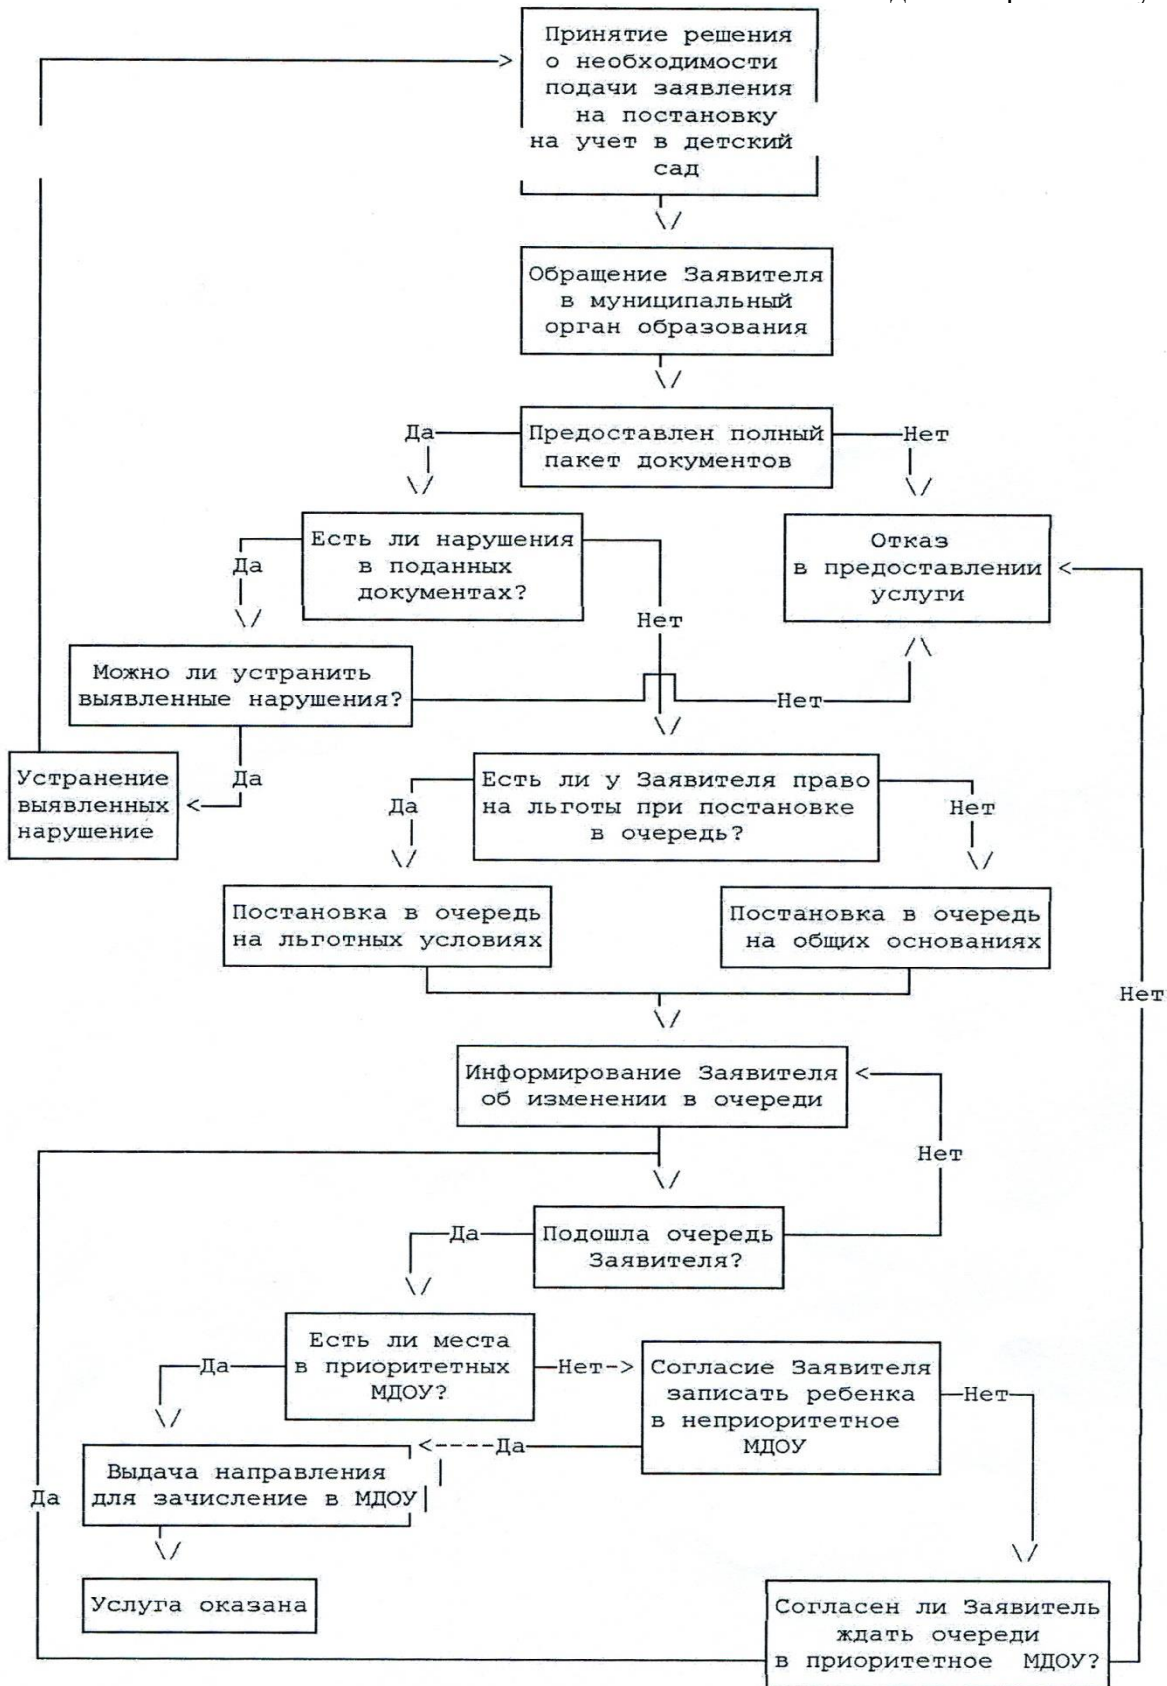 Принятие решения
о необходимости
подачи заявления
на постановку
на учет в детский
сад
Обращение Заявителя
в муниципальный
орган образования
Да
Предоставлен полный
пакет документов
Нет
Есть ли нарушения
в поданных
документах?
Да
Нет
Отказ
в предоставлении
услуги
Можно ли устранить
выявленные нарушения?
Нет
Да
Устранение
выявленных
нарушение
Есть ли у Заявителя право
на льготы при постановке
в очередь?
Да
Нет
Постановка в очередь
на льготных условиях
Постановка в очередь
на общих основаниях
Нет
Информирование Заявителя
об изменении в очереди
Нет
Да
Подошла очередь
Заявителя?
Есть ли места
в приоритетных
МДОУ?
Да
Нет->
Согласие Заявителя
записать ребенка
в неприоритетное
МДОУ
Нет
<----Да
Выдача направления
для зачисление в МДОУ
Да
Услуга оказана
Согласен ли Заявитель
ждать очереди
в приоритетное МДОУ?